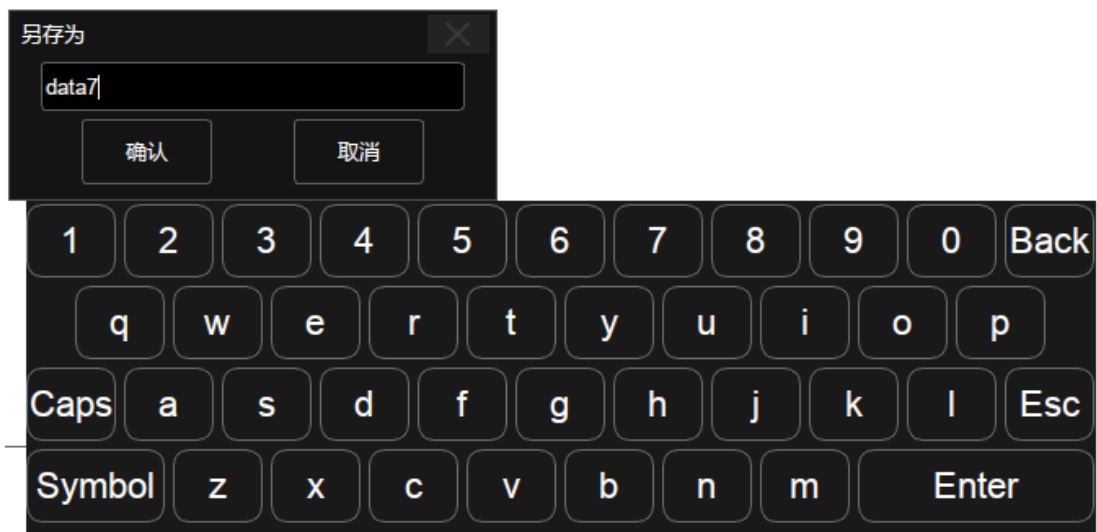 另存为
data7
确认 取消
1 2 3 4 5 6 7 8 9 0 Back
q w e r t y u i o p
Caps a s d f g h j k l Esc
Symbol z x c v b n m Enter